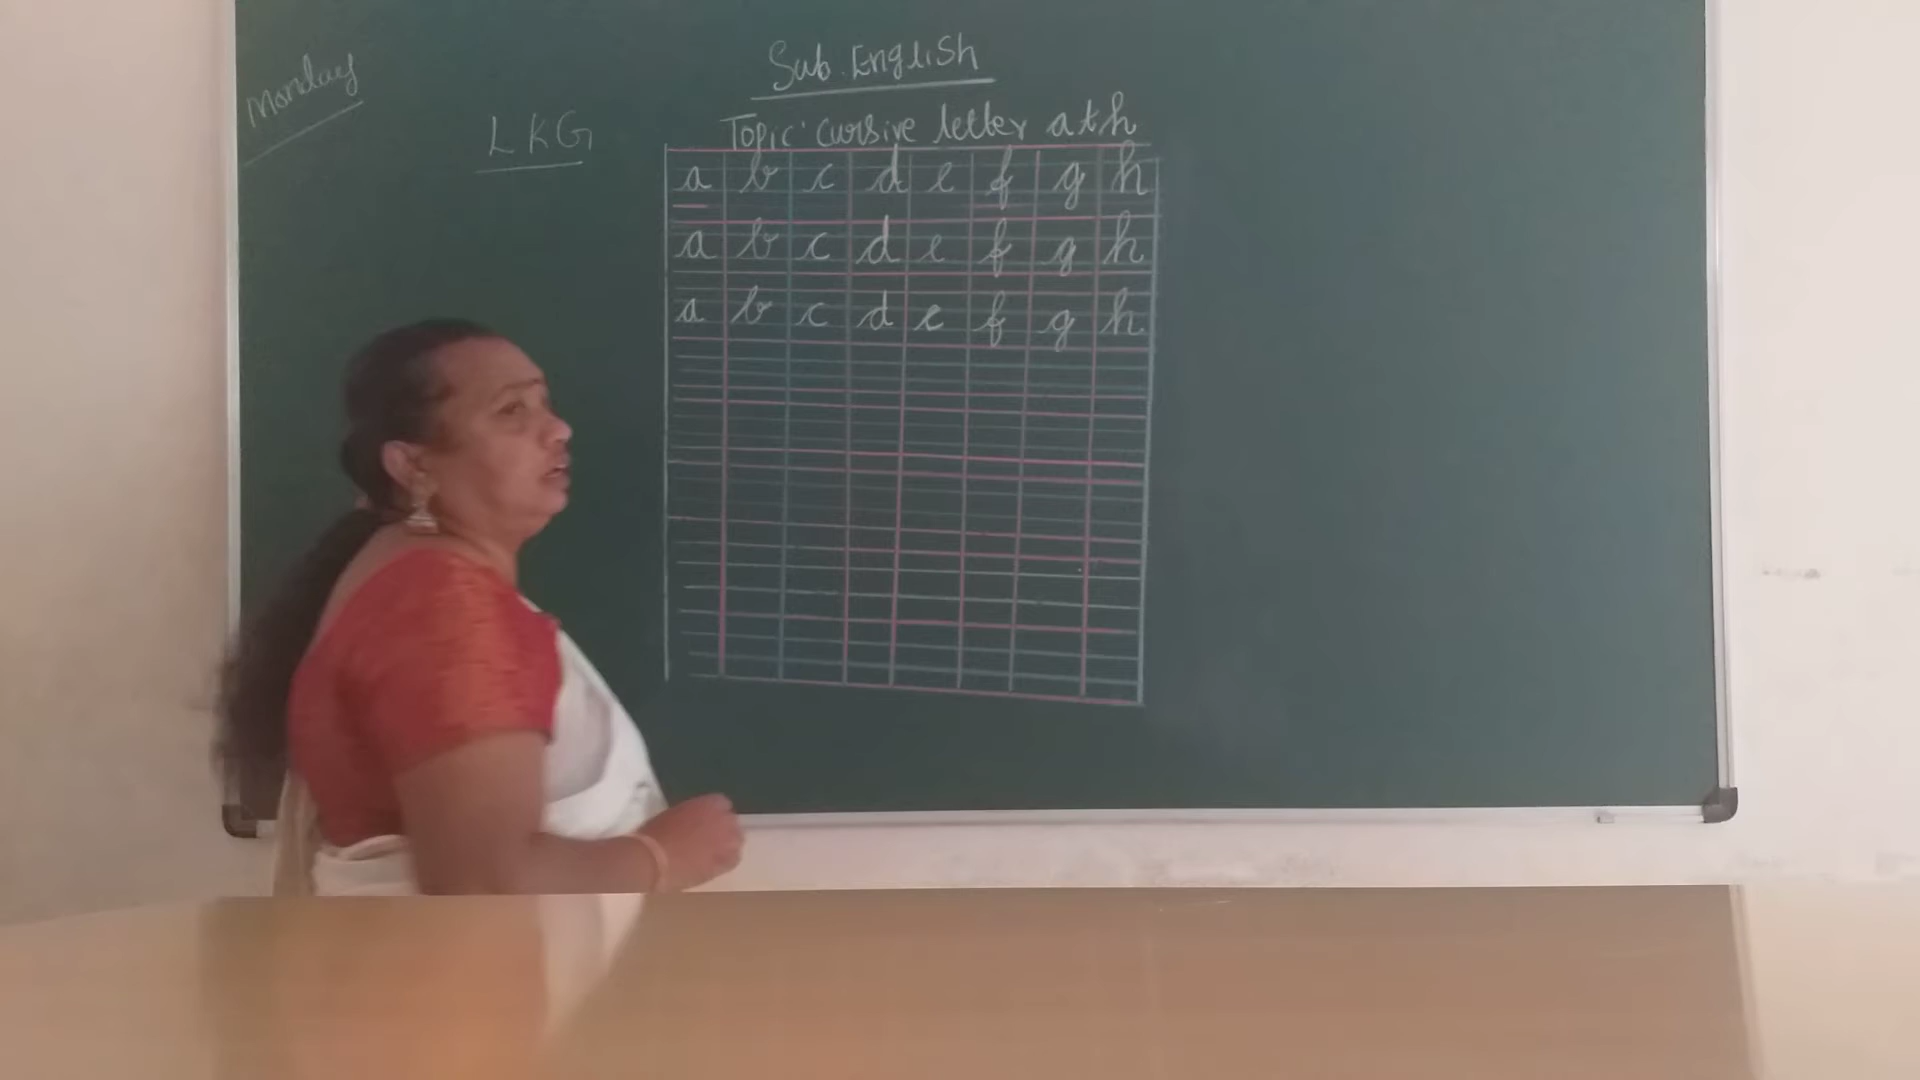 Monday
Sub. English
LKG
Topic: cursive letter a to h
a b c d e f g h
a b c d e f g h
a b c d e f g h